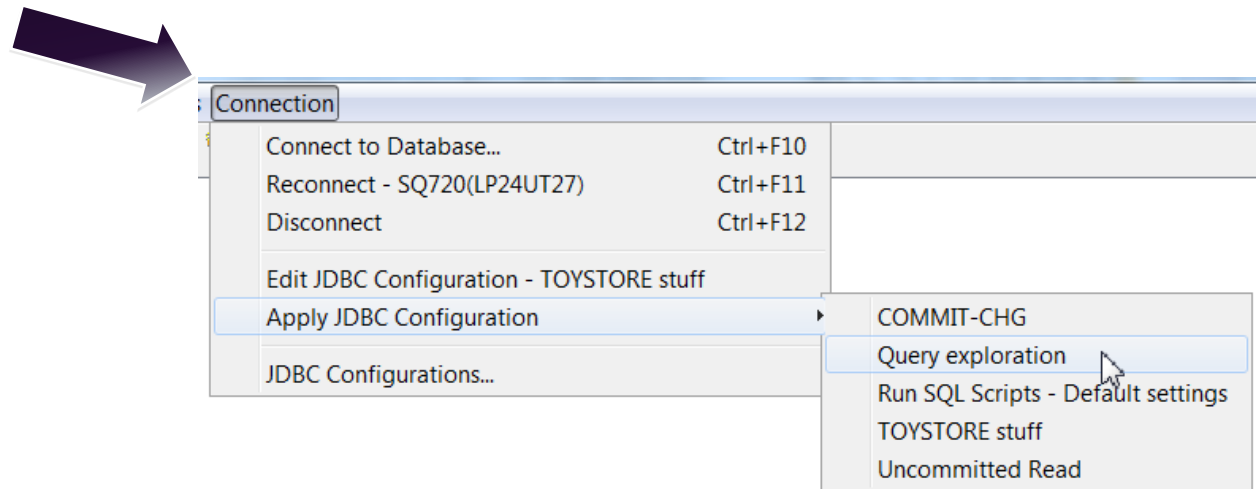 s Connection
Connect to Database... Ctrl+F10
Reconnect - SQ720(LP24UT27) Ctrl+F11
Disconnect Ctrl+F12
Edit JDBC Configuration - TOYSTORE stuff
Apply JDBC Configuration
JDBC Configurations...
COMMIT-CHG
Query exploration
Run SQL Scripts - Default settings
TOYSTORE stuff
Uncommitted Read